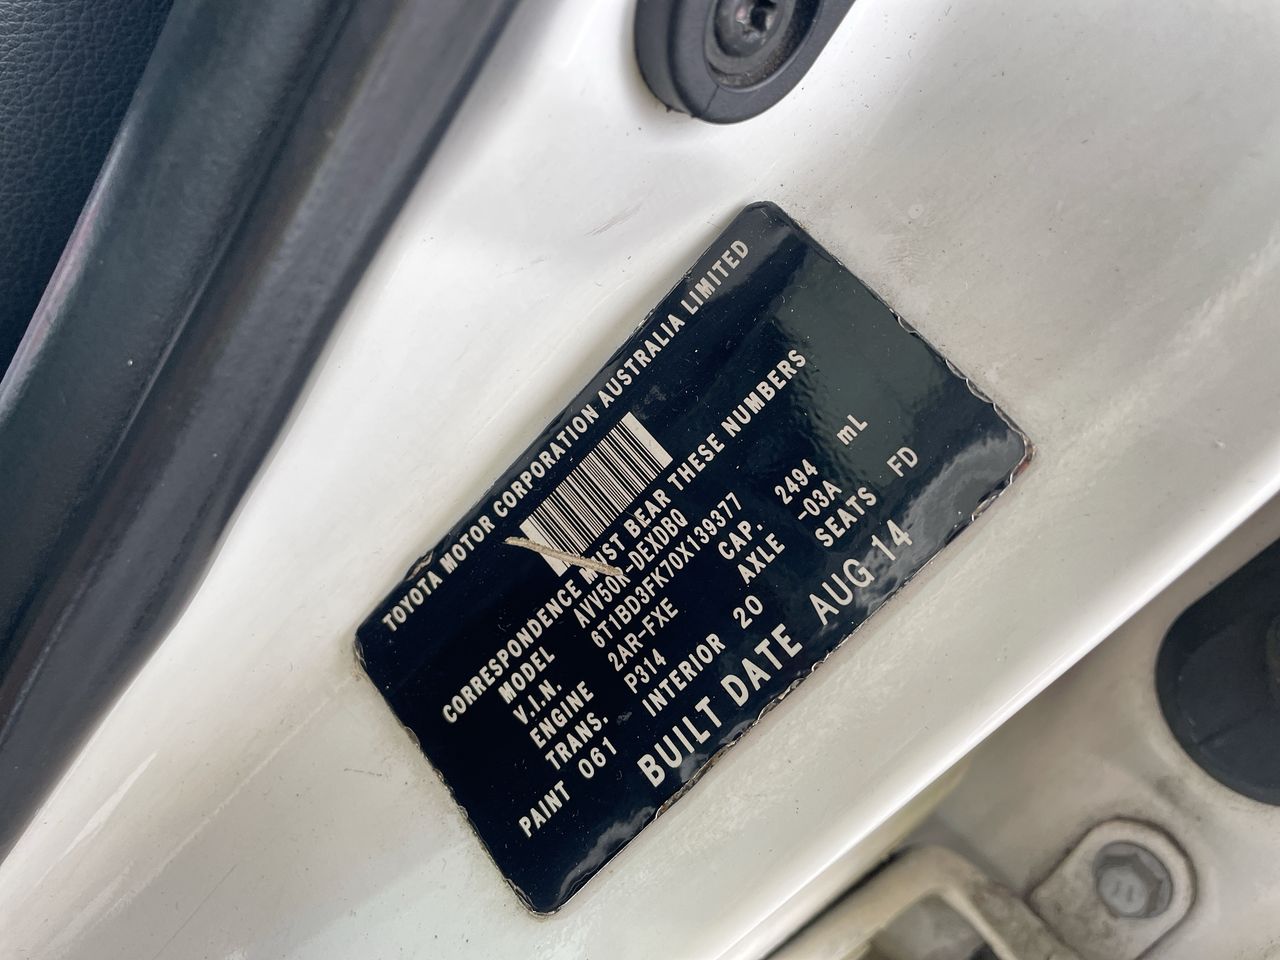 TOYOTA MOTOR CORPORATION AUSTRALIA LIMITED
CORRESPONDENCE MUST BEAR THESE NUMBERS
MODEL AVV50R-DEXDBQ
V.I.N. 6T1BD3FK70X139377
ENGINE 2AR-FXE CAP. 2494 mL
TRANS. P314 AXLE -03A
PAINT 061 INTERIOR 20 SEATS FD
BUILT DATE AUG 14